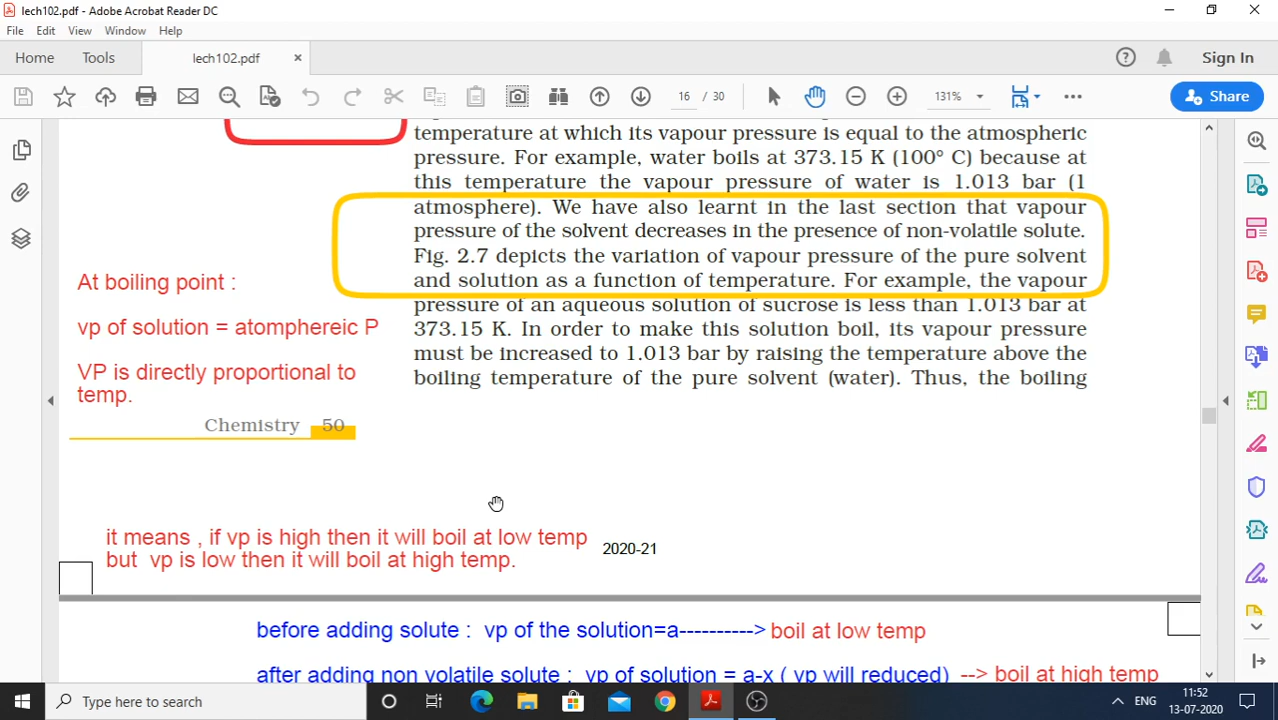 lech102.pdf - Adobe Acrobat Reader DC
File Edit View Window Help
Home Tools lech102.pdf × Sign In
16 / 30 131% Share
temperature at which its vapour pressure is equal to the atmospheric
pressure. For example, water boils at 373.15 K (100° C) because at
this temperature the vapour pressure of water is 1.013 bar (1
atmosphere). We have also learnt in the last section that vapour
pressure of the solvent decreases in the presence of non-volatile solute.
Fig. 2.7 depicts the variation of vapour pressure of the pure solvent
and solution as a function of temperature. For example, the vapour
pressure of an aqueous solution of sucrose is less than 1.013 bar at
373.15 K. In order to make this solution boil, its vapour pressure
must be increased to 1.013 bar by raising the temperature above the
boiling temperature of the pure solvent (water). Thus, the boiling
At boiling point :
vp of solution = atomphereic P
VP is directly proportional to
temp.
Chemistry 50
it means , if vp is high then it will boil at low temp
but vp is low then it will boil at high temp.
2020-21
before adding solute : vp of the solution=a----------> boil at low temp
after adding non volatile solute : vp of solution = a-x ( vp will reduced) --> boil at high temp
Type here to search
ENG
11:52
13-07-2020